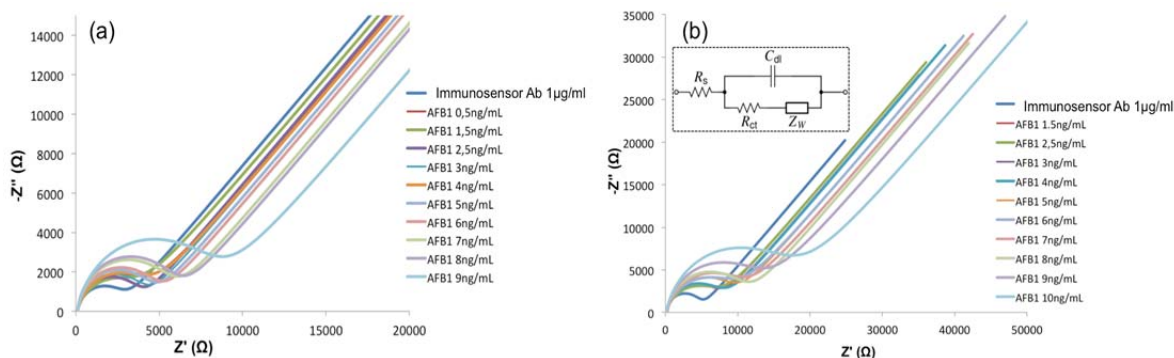 (a)
14000
12000
10000
8000
6000
4000
2000
0
-Z'' (Ω)
0 5000 10000 15000 20000
Z' (Ω)
Immunosensor Ab 1µg/ml
AFB1 0,5ng/mL
AFB1 1,5ng/mL
AFB1 2,5ng/mL
AFB1 3ng/mL
AFB1 4ng/mL
AFB1 5ng/mL
AFB1 6ng/mL
AFB1 7ng/mL
AFB1 8ng/mL
AFB1 9ng/mL
(b)
35000
30000
25000
20000
15000
10000
5000
0
-Z'' (Ω)
0 10000 20000 30000 40000 50000
Z' (Ω)
Cdl
Rs
Rct
ZW
Immunosensor Ab 1µg/ml
AFB1 1.5ng/mL
AFB1 2,5ng/mL
AFB1 3ng/mL
AFB1 4ng/mL
AFB1 5ng/mL
AFB1 6ng/mL
AFB1 7ng/mL
AFB1 8ng/mL
AFB1 9ng/mL
AFB1 10ng/mL